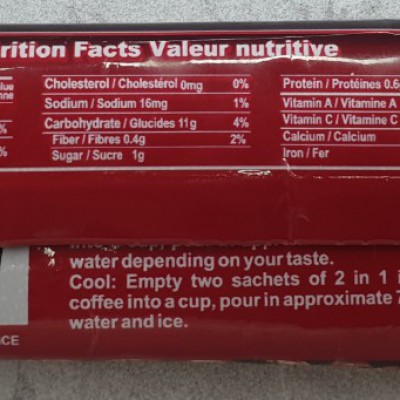 rition Facts Valeur nutritive
Cholesterol / Cholestérol 0mg 0%
Sodium / Sodium 16mg 1%
Carbohydrate / Glucides 11g 4%
Fiber / Fibres 0.4g 2%
Sugar / Sucre 1g
Protein / Protéines 0.6
Vitamin A / Vitamine A
Vitamin C / Vitamine C
Calcium / Calcium
Iron / Fer
water depending on your taste.
Cool: Empty two sachets of 2 in 1 i
coffee into a cup, pour in approximate 7
water and ice.
CE